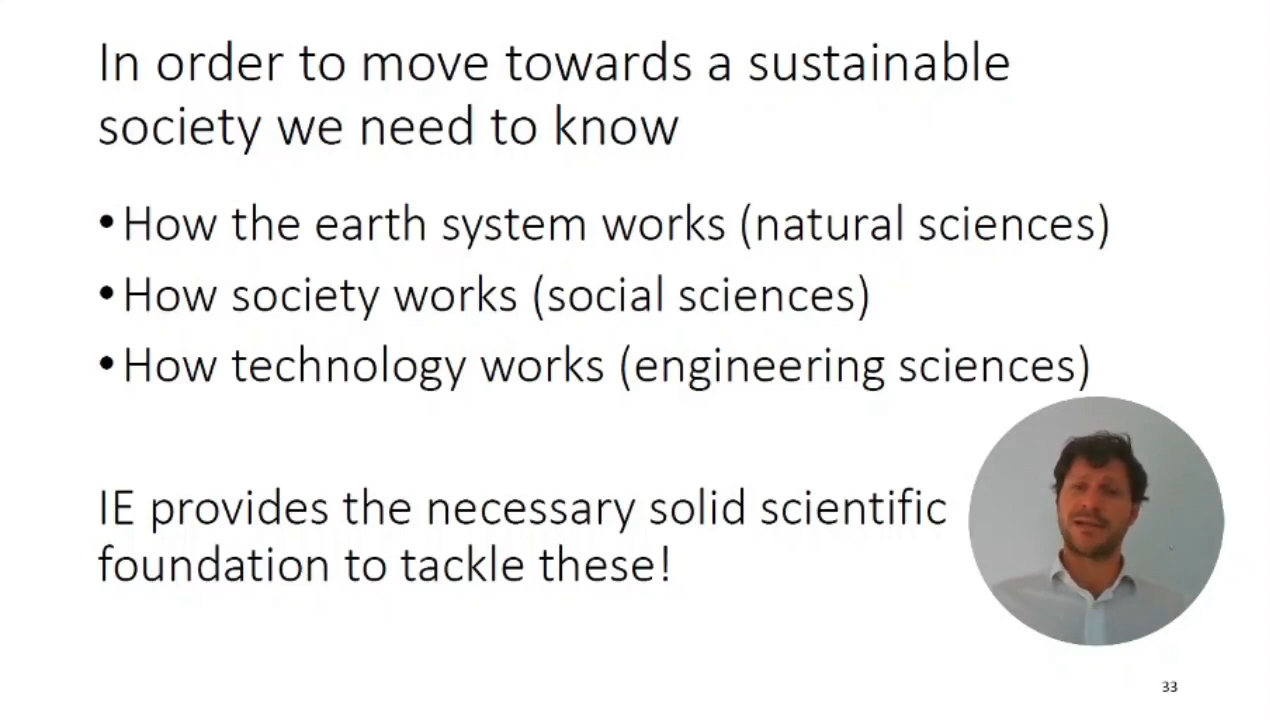 In order to move towards a sustainable
society we need to know
•How the earth system works (natural sciences)
•How society works (social sciences)
•How technology works (engineering sciences)
IE provides the necessary solid scientific
foundation to tackle these!
33